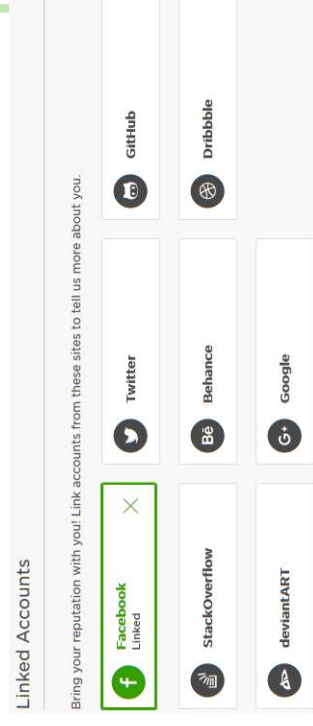 Linked Accounts
Bring your reputation with you! Link accounts from these sites to tell us more about you.
Facebook
Linked
Twitter
GitHub
StackOverflow
Bē Behance
Dribbble
deviantART
G+ Google